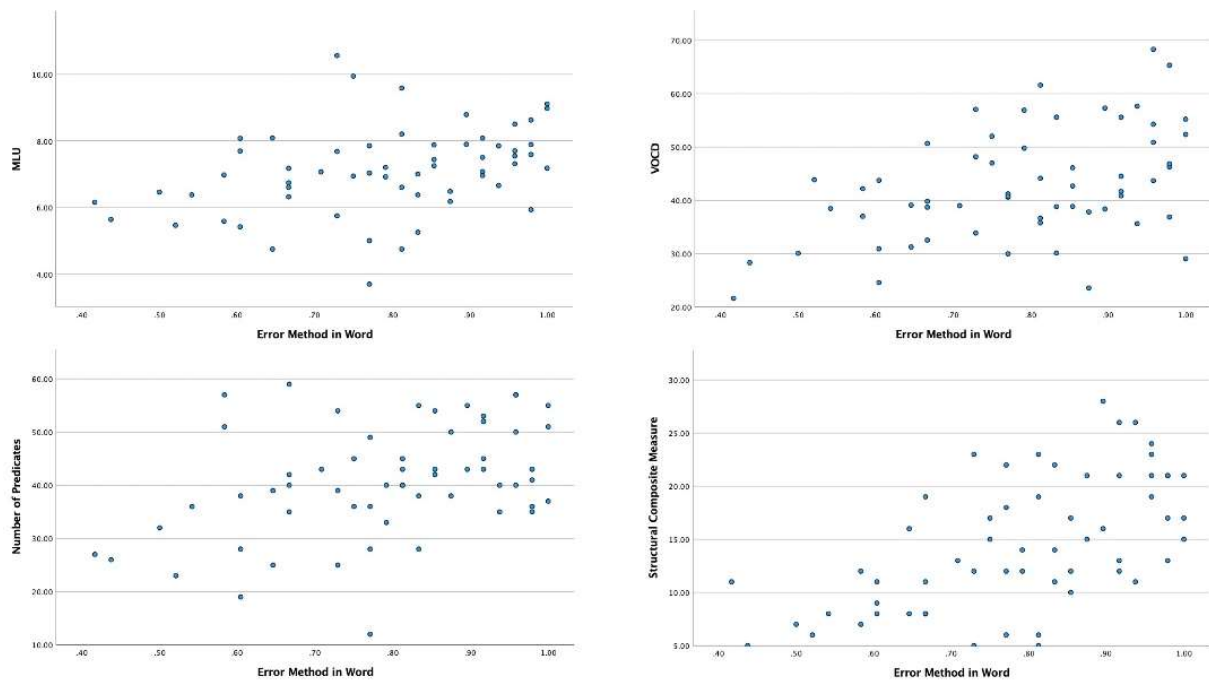 MLU
10.00
8.00
6.00
4.00
.40 .50 .60 .70 .80 .90 1.00
Error Method in Word
VOCD
70.00
60.00
50.00
40.00
30.00
20.00
.40 .50 .60 .70 .80 .90 1.00
Error Method in Word
Number of Predicates
60.00
50.00
40.00
30.00
20.00
10.00
.40 .50 .60 .70 .80 .90 1.00
Error Method in Word
Structural Composite Measure
30.00
25.00
20.00
15.00
10.00
5.00
.40 .50 .60 .70 .80 .90 1.00
Error Method in Word